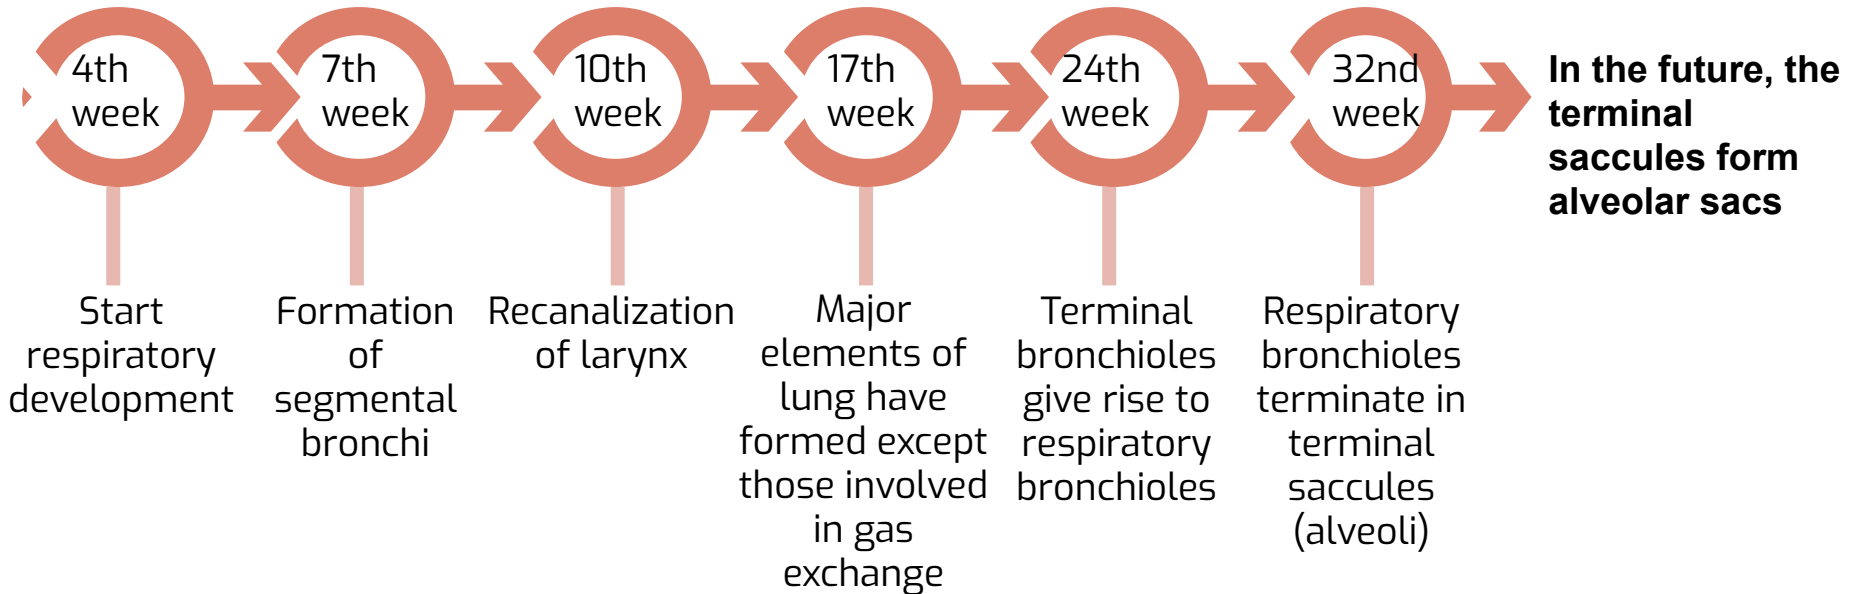 4th
week
7th
week
10th
week
17th
week
24th
week
32nd
week
In the future, the
terminal
saccules form
alveolar sacs
Start
respiratory
development
Formation
of
segmental
bronchi
Recanalization
of larynx
Major
elements of
lung have
formed except
those involved
in gas
exchange
Terminal
bronchioles
give rise to
respiratory
bronchioles
Respiratory
bronchioles
terminate in
terminal
saccules
(alveoli)